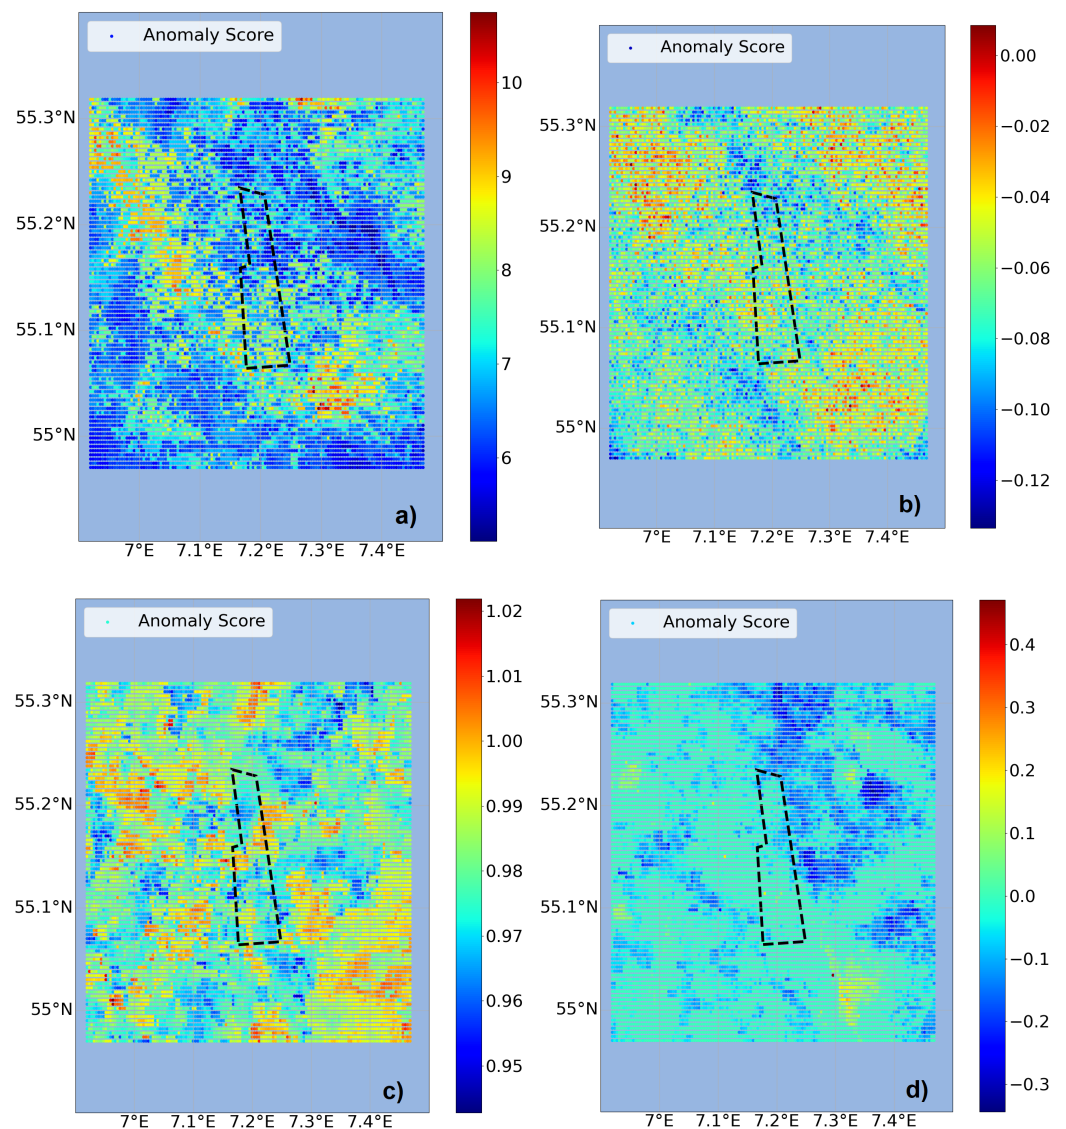 Anomaly Score
55.3°N
55.2°N
55.1°N
55°N
7°E 7.1°E 7.2°E 7.3°E 7.4°E
10
9
8
7
6
a)
Anomaly Score
55.3°N
55.2°N
55.1°N
55°N
7°E 7.1°E 7.2°E 7.3°E 7.4°E
0.00
−0.02
−0.04
−0.06
−0.08
−0.10
−0.12
b)
Anomaly Score
55.3°N
55.2°N
55.1°N
55°N
7°E 7.1°E 7.2°E 7.3°E 7.4°E
1.02
1.01
1.00
0.99
0.98
0.97
0.96
0.95
c)
Anomaly Score
55.3°N
55.2°N
55.1°N
55°N
7°E 7.1°E 7.2°E 7.3°E 7.4°E
0.4
0.3
0.2
0.1
0.0
−0.1
−0.2
−0.3
d)